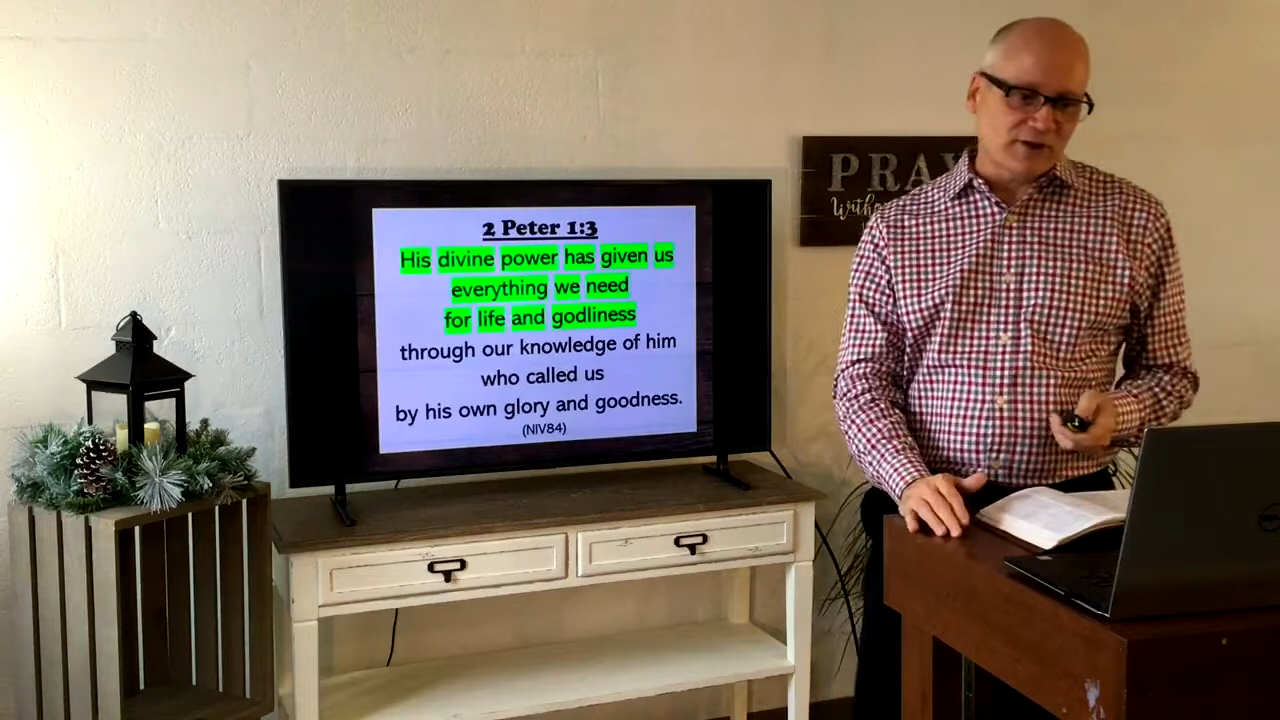 2 Peter 1:3
His divine power has given us
everything we need
for life and godliness
through our knowledge of him
who called us
by his own glory and goodness.
(NIV84)
PRAY